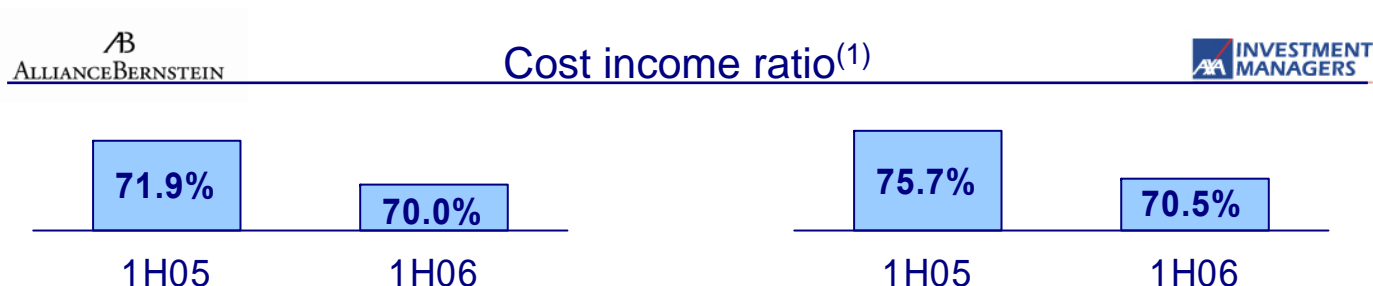 AB
ALLIANCEBERNSTEIN
Cost income ratio(1)
AXA INVESTMENT
MANAGERS
71.9%
70.0%
75.7%
70.5%
1H05
1H06
1H05
1H06